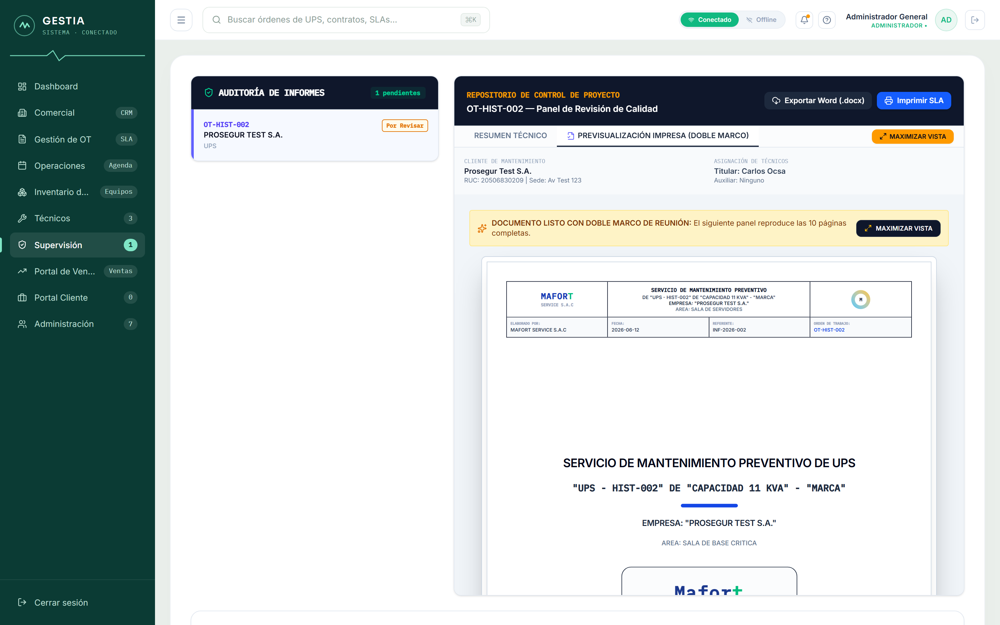 GESTIA
SISTEMA · CONECTADO
Dashboard
Comercial CRM
Gestión de OT SLA
Operaciones Agenda
Inventario d... Equipos
Técnicos 3
Supervisión 1
Portal de Ven... Ventas
Portal Cliente 0
Administración 7
Cerrar sesión
Buscar órdenes de UPS, contratos, SLAs... ⌘K
Conectado Offline
Administrador General
ADMINISTRADOR •
AD
AUDITORÍA DE INFORMES 1 pendientes
OT-HIST-002 Por Revisar
PROSEGUR TEST S.A.
UPS
REPOSITORIO DE CONTROL DE PROYECTO
OT-HIST-002 — Panel de Revisión de Calidad
Exportar Word (.docx) Imprimir SLA
RESUMEN TÉCNICO PREVISUALIZACIÓN IMPRESA (DOBLE MARCO) MAXIMIZAR VISTA
CLIENTE DE MANTENIMIENTO
Prosegur Test S.A.
RUC: 20506830209 | Sede: Av Test 123
ASIGNACIÓN DE TÉCNICOS
Titular: Carlos Ocsa
Auxiliar: Ninguno
DOCUMENTO LISTO CON DOBLE MARCO DE REUNIÓN: El siguiente panel reproduce las 10 páginas
completas.
MAXIMIZAR VISTA
MAFORT
SERVICE S.A.C
SERVICIO DE MANTENIMIENTO PREVENTIVO
DE "UPS - HIST-002" DE "CAPACIDAD 11 KVA" - "MARCA"
EMPRESA: "PROSEGUR TEST S.A."
AREA: SALA DE SERVIDORES
M
ELABORADO POR:
MAFORT SERVICE S.A.C
FECHA:
2026-06-12
REFERENTE:
INF-2026-002
ORDEN DE TRABAJO:
OT-HIST-002
SERVICIO DE MANTENIMIENTO PREVENTIVO DE UPS
"UPS - HIST-002" DE "CAPACIDAD 11 KVA" - "MARCA"
EMPRESA: "PROSEGUR TEST S.A."
AREA: SALA DE BASE CRITICA
Mafort